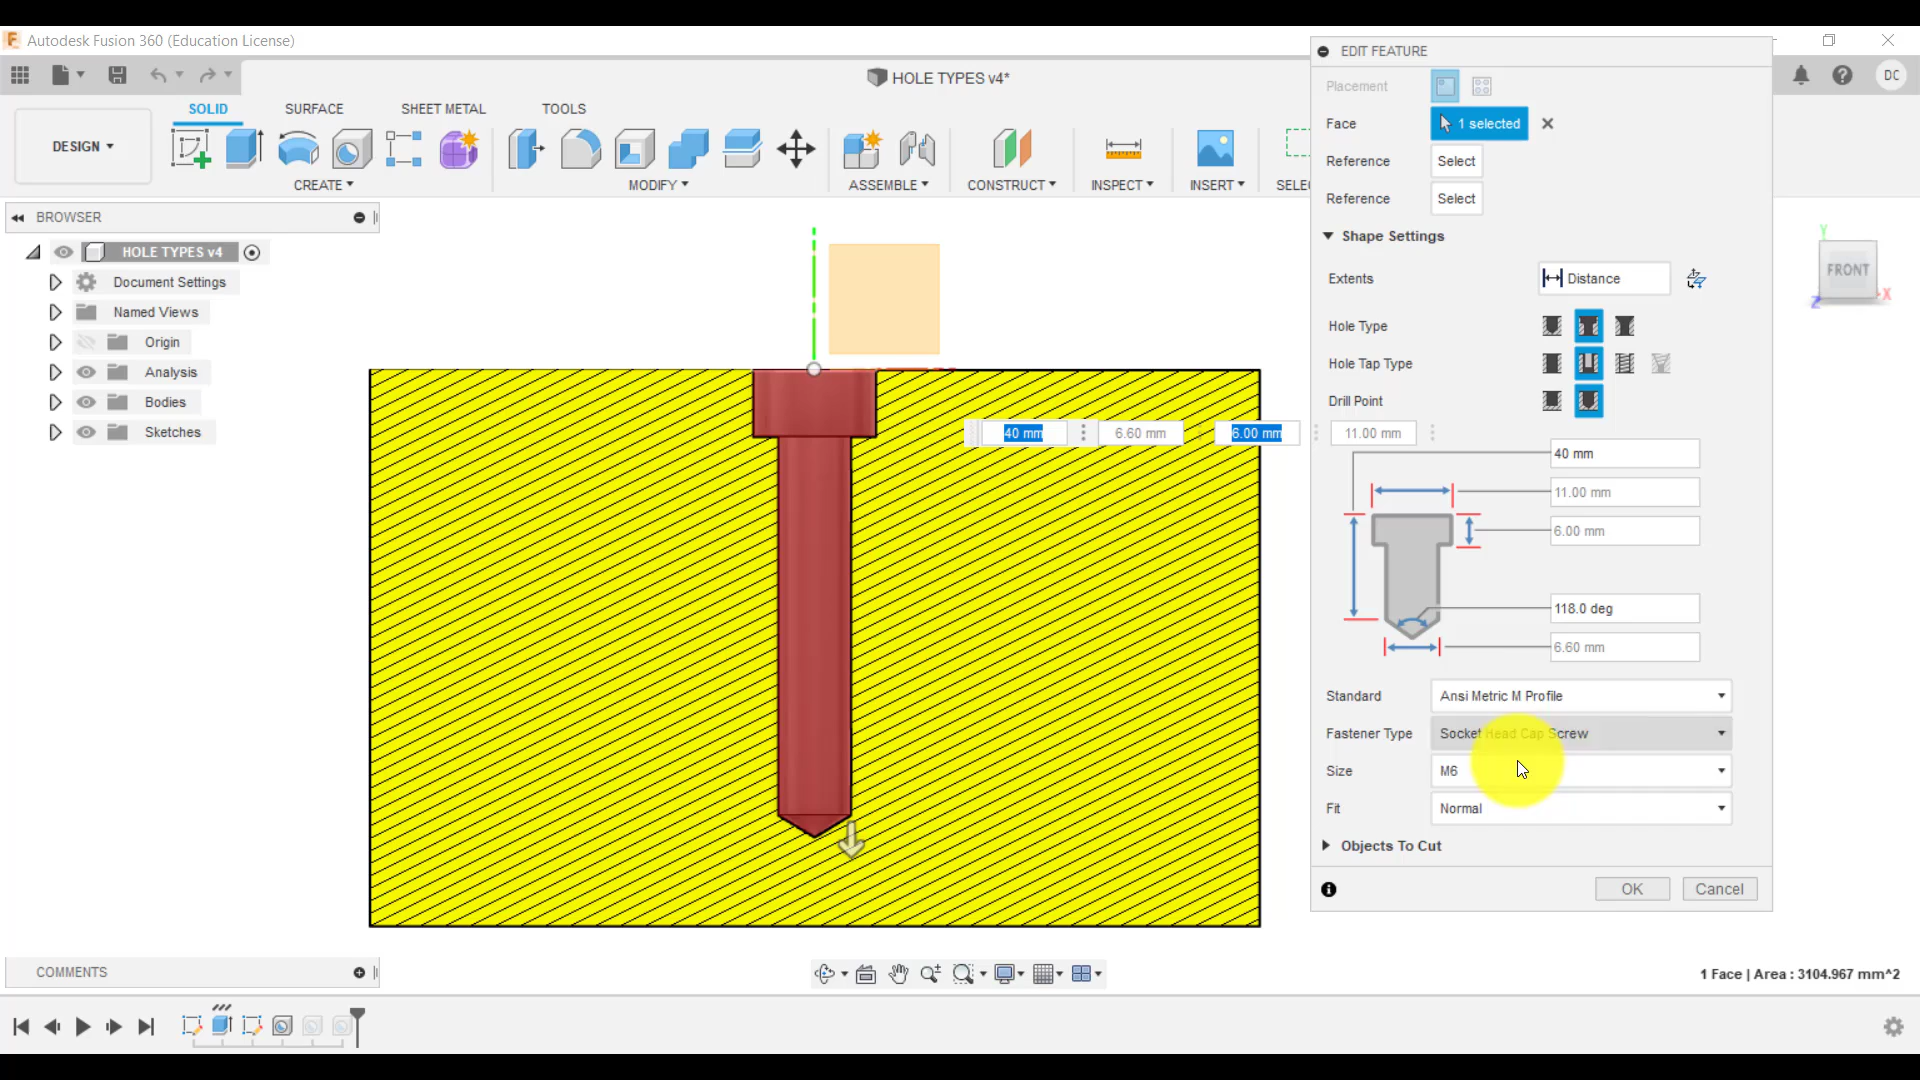 Autodesk Fusion 360 (Education License)
EDIT FEATURE
HOLE TYPES v4*
DC
SOLID
SURFACE
SHEET METAL
TOOLS
DESIGN
CREATE
MODIFY
ASSEMBLE
CONSTRUCT
INSPECT
INSERT
Placement
Face
1 selected
Reference
Select
Reference
Select
BROWSER
HOLE TYPES v4
Document Settings
Named Views
Origin
Analysis
Bodies
Sketches
Shape Settings
Extents
Distance
Hole Type
Hole Tap Type
Drill Point
Y
FRONT
X
Z
40 mm
6.60 mm
6.00 mm
11.00 mm
40 mm
11.00 mm
6.00 mm
118.0 deg
6.60 mm
Standard
Ansi Metric M Profile
Fastener Type
Socket Head Cap Screw
Size
M6
Fit
Normal
Objects To Cut
OK
Cancel
COMMENTS
1 Face | Area : 3104.967 mm^2